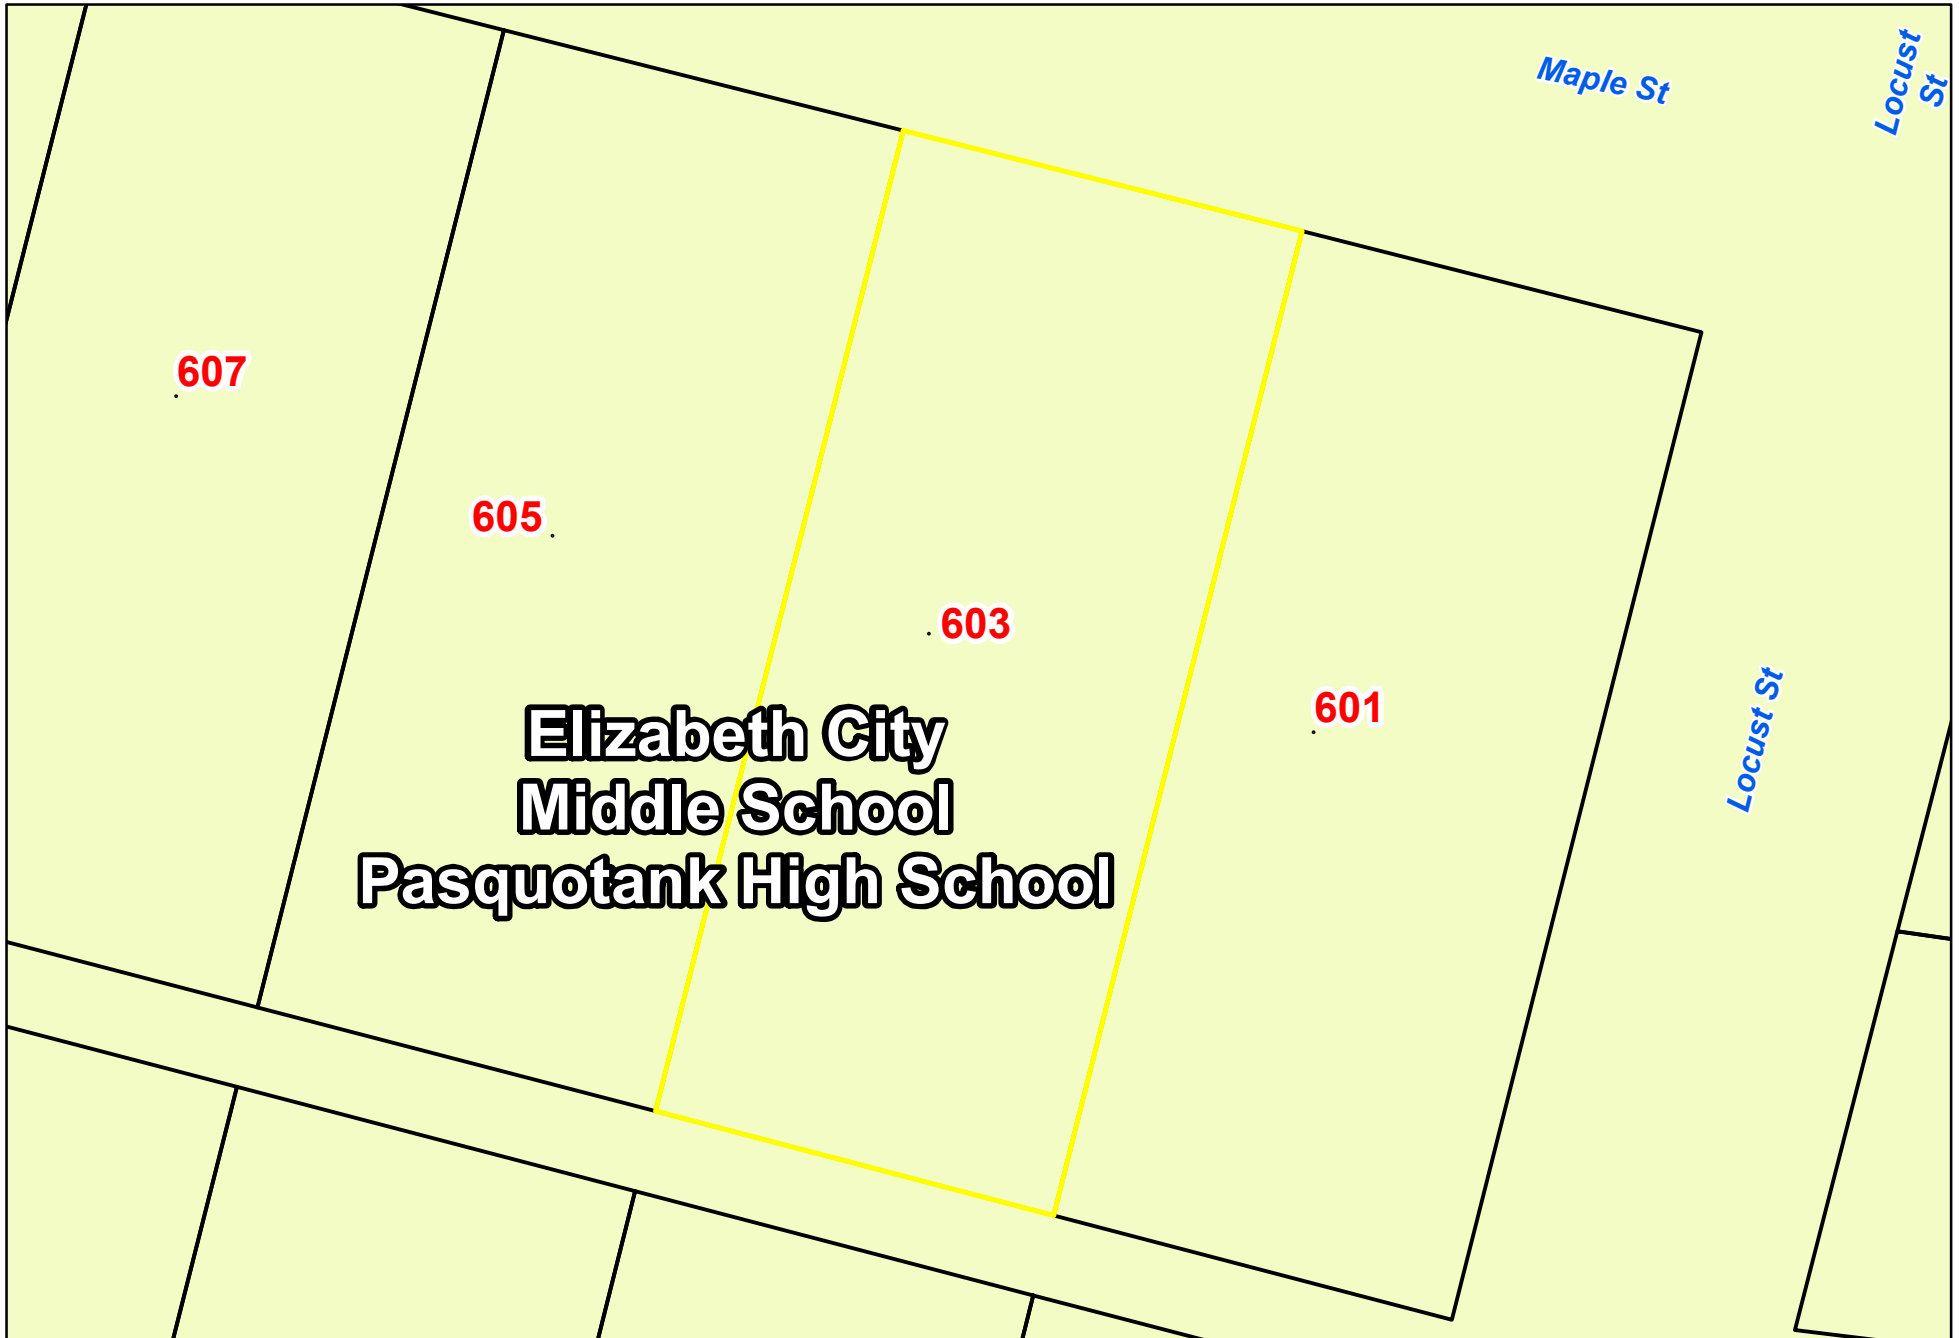 Maple St
Locust
St
607
605
603
601
Locust St
Elizabeth City
Middle School
Pasquotank High School